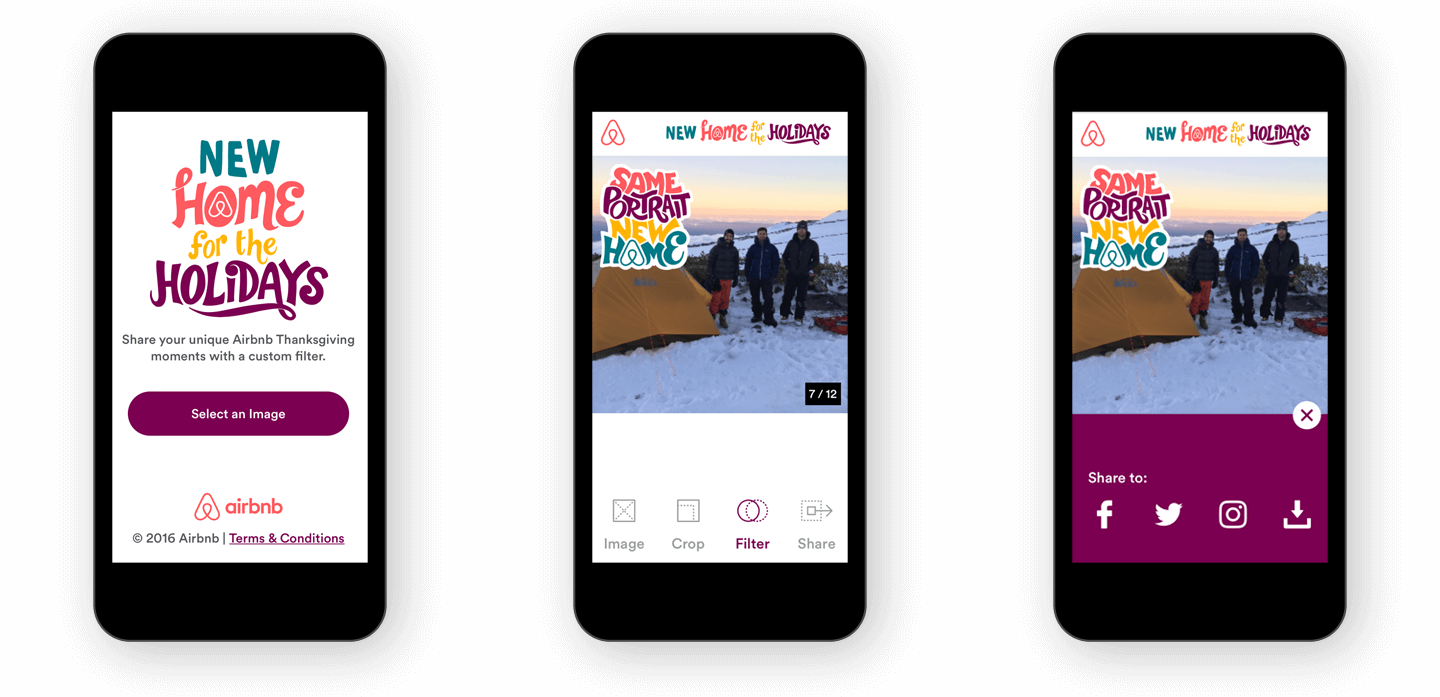 NEW
HOME
for the
HOLiDAYS
Share your unique Airbnb Thanksgiving
moments with a custom filter.
Select an Image
airbnb
© 2016 Airbnb | Terms & Conditions
NEW HOME for the HOLiDAYS
SAME
PORTRAIT
NEW
HOME
7 / 12
Image Crop Filter Share
NEW HOME for the HOLiDAYS
SAME
PORTRAIT
NEW
HOME
Share to: